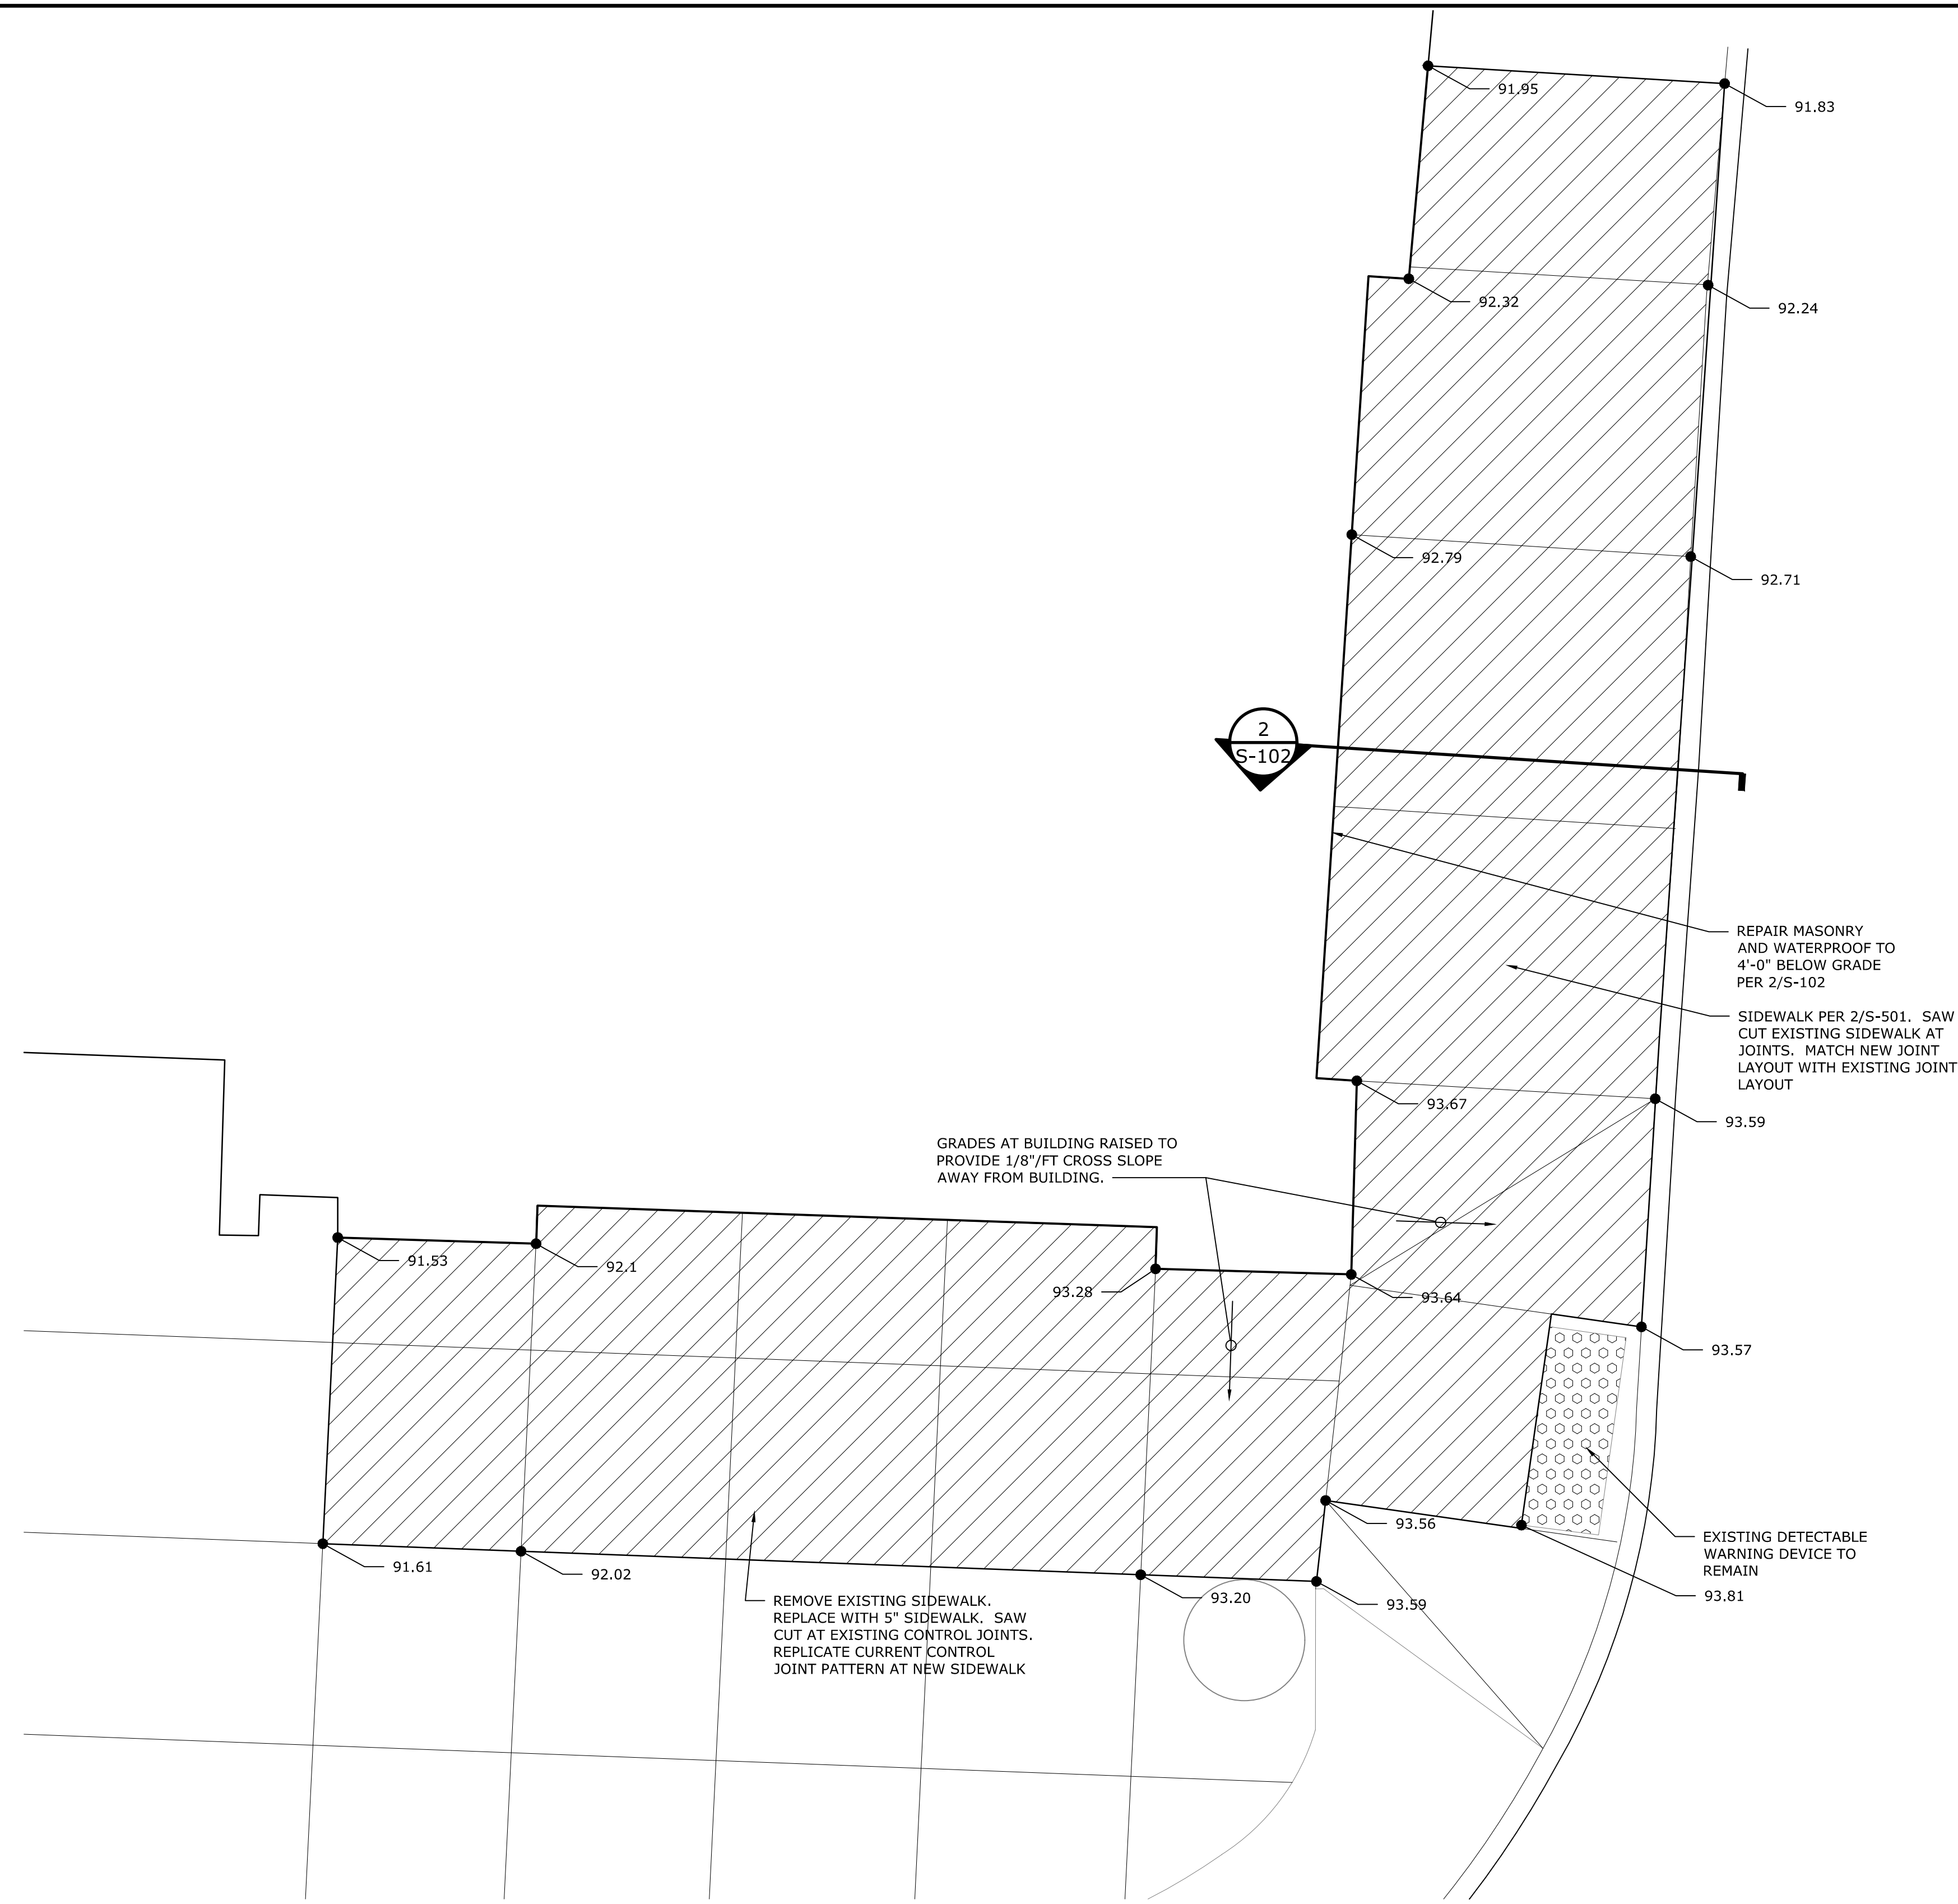 91.95
91.83
92.32
92.24
92.79
92.71
2
S-102
REPAIR MASONRY
AND WATERPROOF TO
4'-0" BELOW GRADE
PER 2/S-102
SIDEWALK PER 2/S-501. SAW
CUT EXISTING SIDEWALK AT
JOINTS. MATCH NEW JOINT
LAYOUT WITH EXISTING JOINT
LAYOUT
93.67
93.59
GRADES AT BUILDING RAISED TO
PROVIDE 1/8"/FT CROSS SLOPE
AWAY FROM BUILDING.
91.53
92.1
93.28
93.64
93.57
93.56
EXISTING DETECTABLE
WARNING DEVICE TO
REMAIN
93.81
91.61
92.02
93.20
93.59
REMOVE EXISTING SIDEWALK.
REPLACE WITH 5" SIDEWALK. SAW
CUT AT EXISTING CONTROL JOINTS.
REPLICATE CURRENT CONTROL
JOINT PATTERN AT NEW SIDEWALK